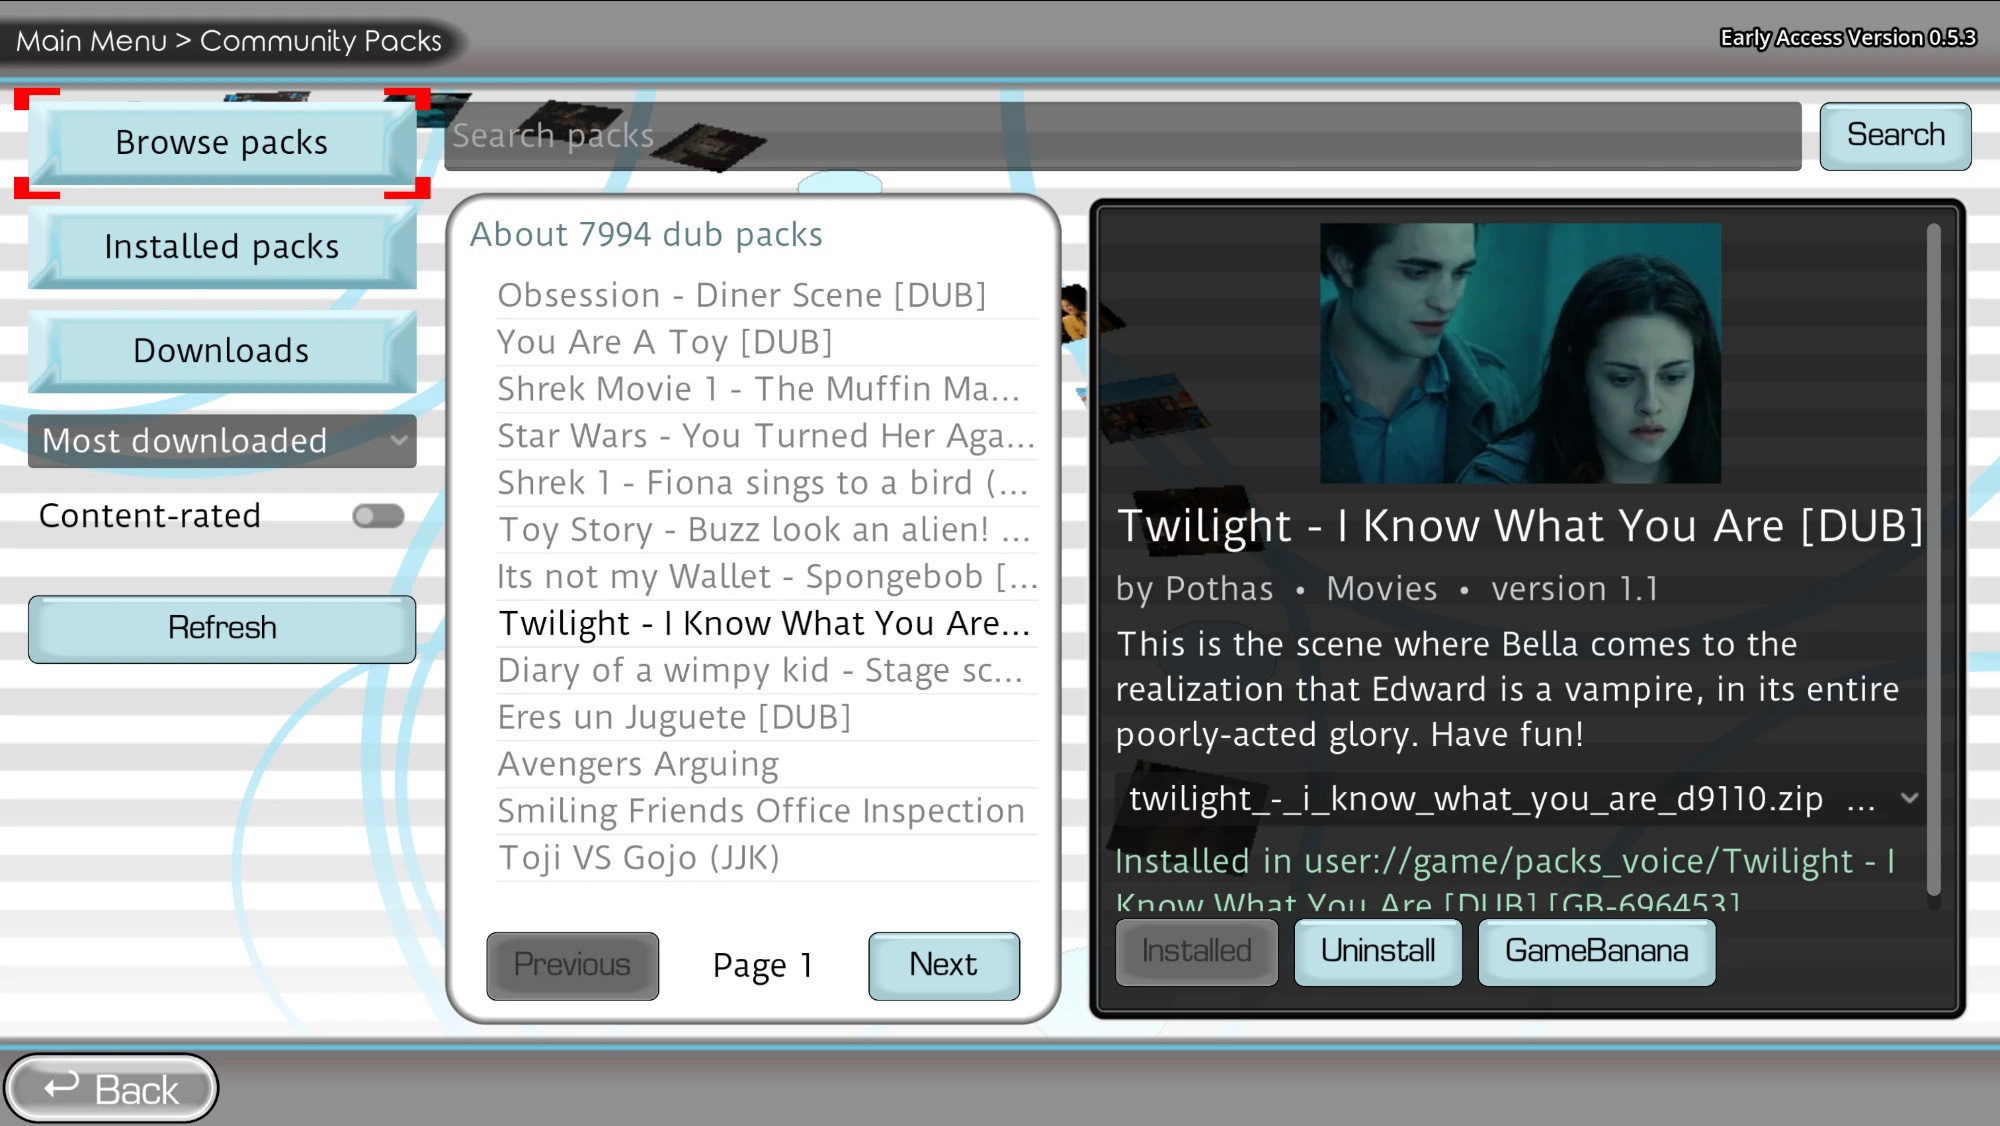 Main Menu > Community Packs
Early Access Version 0.5.3
Browse packs
Installed packs
Downloads
Most downloaded
Content-rated
Refresh
Search packs
Search
About 7994 dub packs
Obsession - Diner Scene [DUB]
You Are A Toy [DUB]
Shrek Movie 1 - The Muffin Ma...
Star Wars - You Turned Her Aga...
Shrek 1 - Fiona sings to a bird (...
Toy Story - Buzz look an alien! ...
Its not my Wallet - Spongebob [...
Twilight - I Know What You Are...
Diary of a wimpy kid - Stage sc...
Eres un Juguete [DUB]
Avengers Arguing
Smiling Friends Office Inspection
Toji VS Gojo (JJK)
Previous
Page 1
Next
Twilight - I Know What You Are [DUB]
by Pothas • Movies • version 1.1
This is the scene where Bella comes to the
realization that Edward is a vampire, in its entire
poorly-acted glory. Have fun!
twilight_-_i_know_what_you_are_d9110.zip ...
Installed in user://game/packs_voice/Twilight - I
Know What You Are [DUB] [GB-696453]
Installed
Uninstall
GameBanana
Back